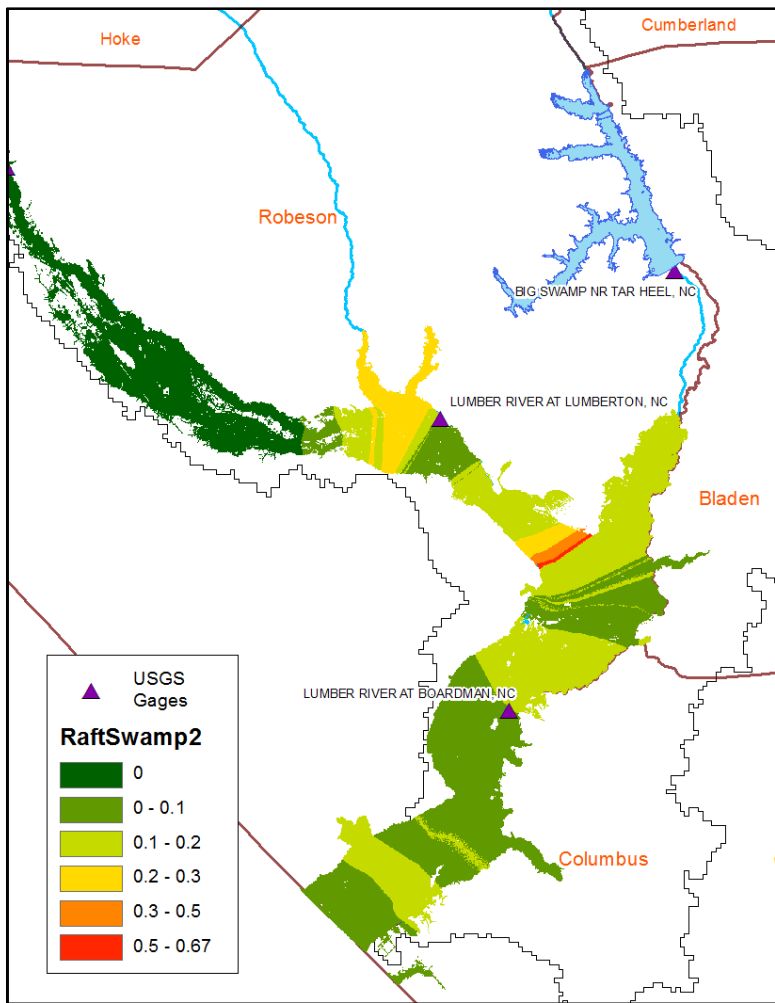 Hoke
Cumberland
Robeson
BIG SWAMP NR TAR HEEL, NC
LUMBER RIVER AT LUMBERTON, NC
Bladen
USGS
Gages
LUMBER RIVER AT BOARDMAN, NC
RaftSwamp2
0
0 - 0.1
0.1 - 0.2
0.2 - 0.3
0.3 - 0.5
0.5 - 0.67
Columbus